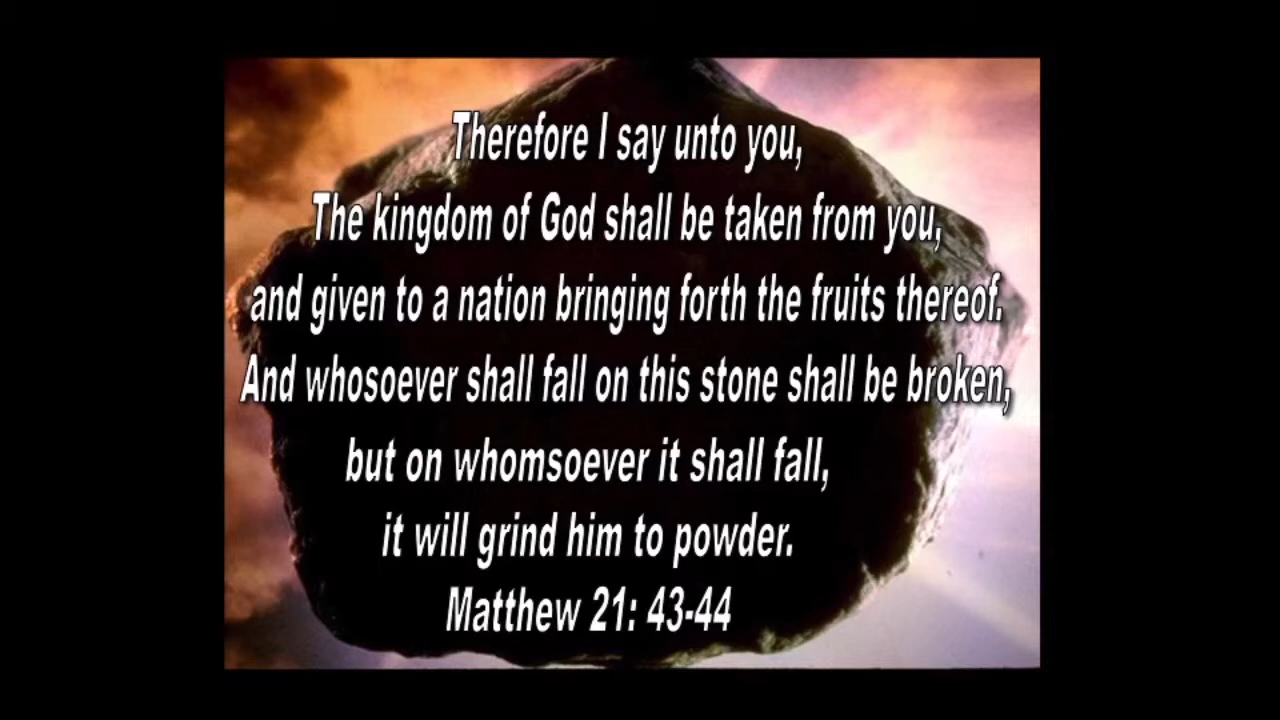 Therefore I say unto you,
The kingdom of God shall be taken from you,
and given to a nation bringing forth the fruits thereof.
And whosoever shall fall on this stone shall be broken,
but on whomsoever it shall fall,
it will grind him to powder.
Matthew 21: 43-44